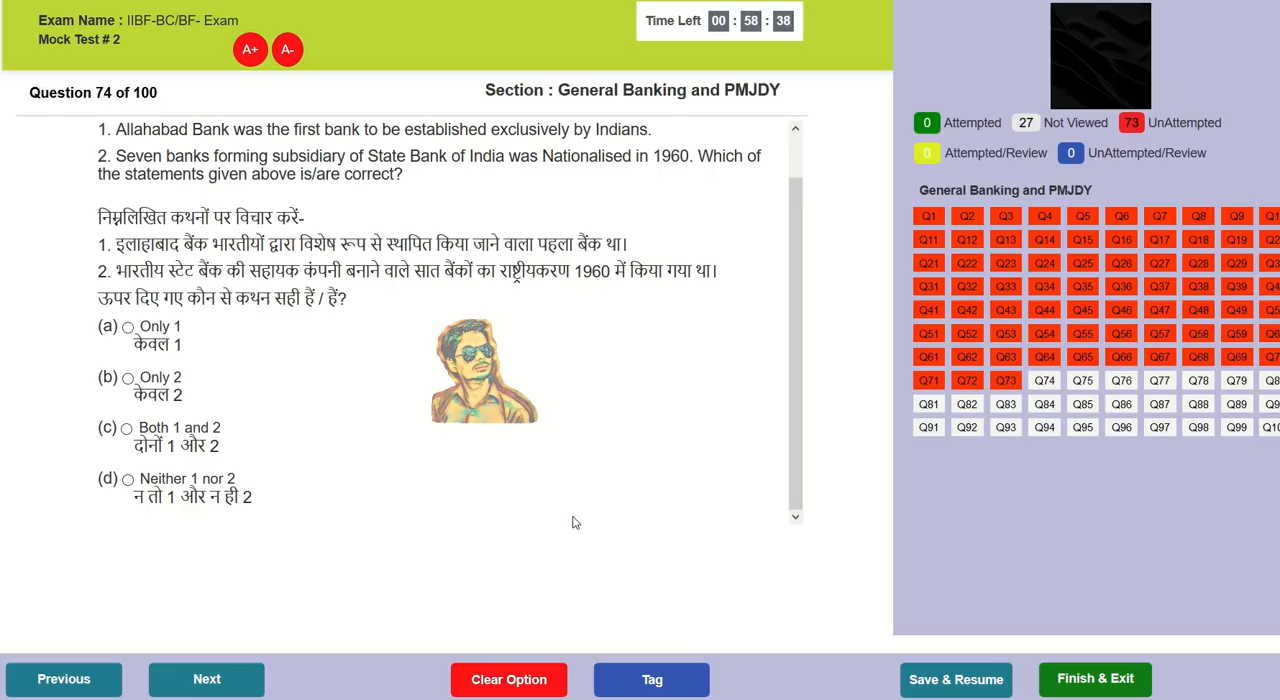 Exam Name : IIBF-BC/BF- Exam
Mock Test # 2
A+ A-
Time Left 00 : 58 : 38
Question 74 of 100
Section : General Banking and PMJDY
1. Allahabad Bank was the first bank to be established exclusively by Indians.
2. Seven banks forming subsidiary of State Bank of India was Nationalised in 1960. Which of
the statements given above is/are correct?
निम्नलिखित कथनों पर विचार करें-
1. इलाहाबाद बैंक भारतीयों द्वारा विशेष रूप से स्थापित किया जाने वाला पहला बैंक था।
2. भारतीय स्टेट बैंक की सहायक कंपनी बनाने वाले सात बैंकों का राष्ट्रीयकरण 1960 में किया गया था।
ऊपर दिए गए कौन से कथन सही हैं / हैं?
(a) Only 1
केवल 1
(b) Only 2
केवल 2
(c) Both 1 and 2
दोनों 1 और 2
(d) Neither 1 nor 2
न तो 1 और न ही 2
Previous
Next
Clear Option
Tag
0 Attempted 27 Not Viewed 73 UnAttempted
0 Attempted/Review 0 UnAttempted/Review
General Banking and PMJDY
Q1 Q2 Q3 Q4 Q5 Q6 Q7 Q8 Q9
Q11 Q12 Q13 Q14 Q15 Q16 Q17 Q18 Q19
Q21 Q22 Q23 Q24 Q25 Q26 Q27 Q28 Q29
Q31 Q32 Q33 Q34 Q35 Q36 Q37 Q38 Q39
Q41 Q42 Q43 Q44 Q45 Q46 Q47 Q48 Q49
Q51 Q52 Q53 Q54 Q55 Q56 Q57 Q58 Q59
Q61 Q62 Q63 Q64 Q65 Q66 Q67 Q68 Q69
Q71 Q72 Q73 Q74 Q75 Q76 Q77 Q78 Q79
Q81 Q82 Q83 Q84 Q85 Q86 Q87 Q88 Q89
Q91 Q92 Q93 Q94 Q95 Q96 Q97 Q98 Q99
Save & Resume
Finish & Exit